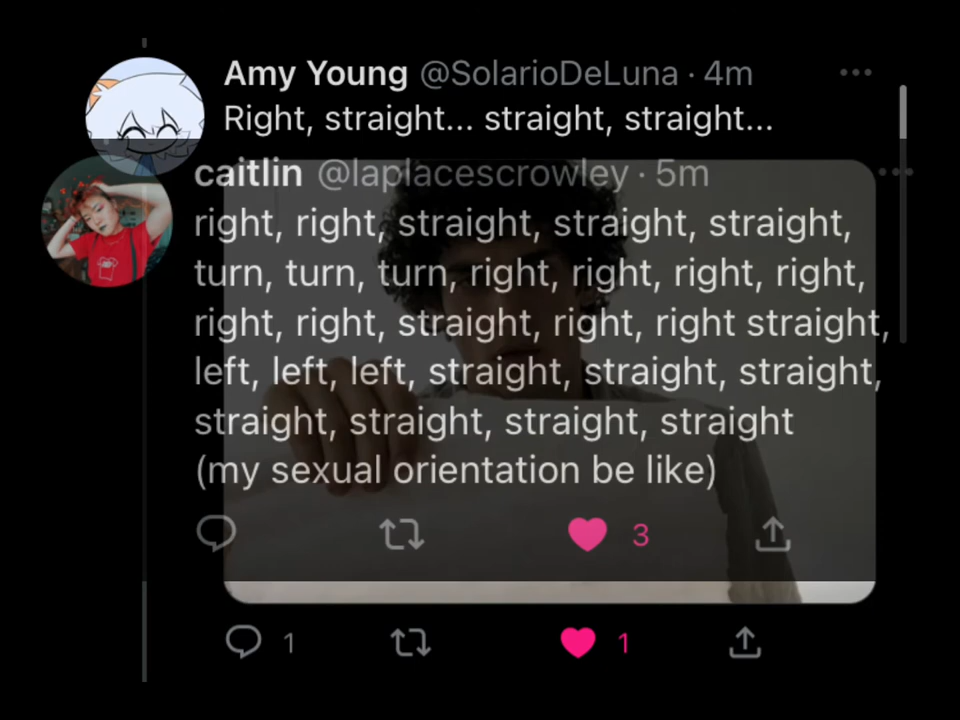 Amy Young @SolarioDeLuna · 4m
Right, straight... straight, straight...
caitlin @laplacescrowley · 5m
right, right, straight, straight, straight,
turn, turn, turn, right, right, right, right,
right, right, straight, right, right straight,
left, left, left, straight, straight, straight,
straight, straight, straight, straight
(my sexual orientation be like)
3
1 1